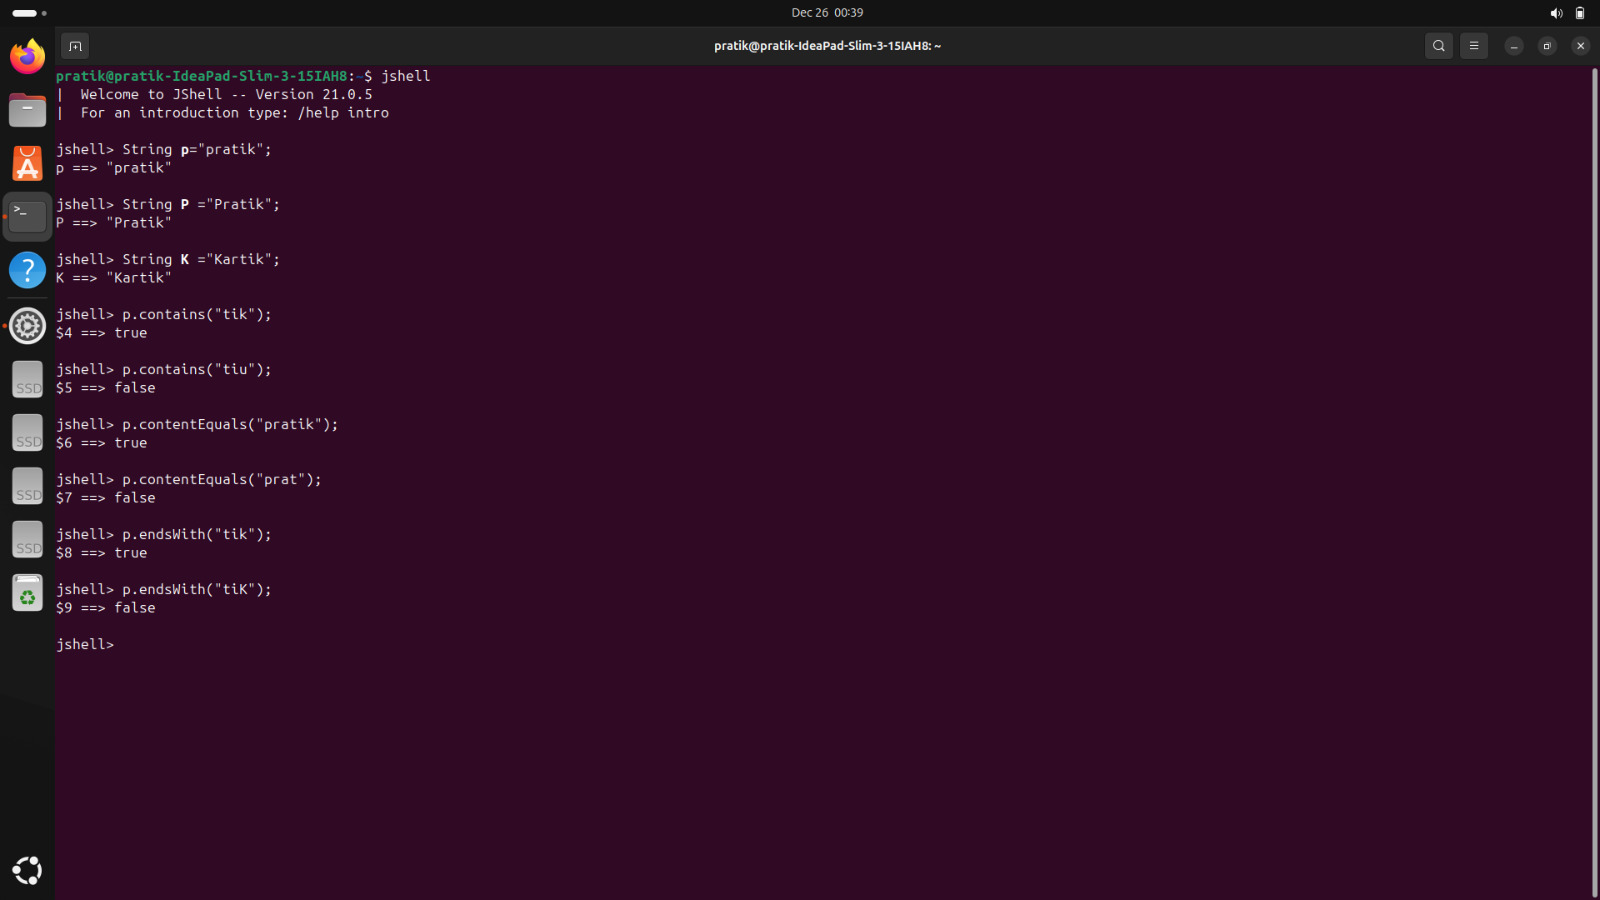 Dec 26 00:39
pratik@pratik-IdeaPad-Slim-3-15IAH8: ~
pratik@pratik-IdeaPad-Slim-3-15IAH8:~$ jshell
| Welcome to JShell -- Version 21.0.5
| For an introduction type: /help intro
jshell> String p="pratik";
p ==> "pratik"
jshell> String P ="Pratik";
P ==> "Pratik"
jshell> String K ="Kartik";
K ==> "Kartik"
jshell> p.contains("tik");
$4 ==> true
jshell> p.contains("tiu");
$5 ==> false
jshell> p.contentEquals("pratik");
$6 ==> true
jshell> p.contentEquals("prat");
$7 ==> false
jshell> p.endsWith("tik");
$8 ==> true
jshell> p.endsWith("tiK");
$9 ==> false
jshell>
SSD
SSD
SSD
SSD